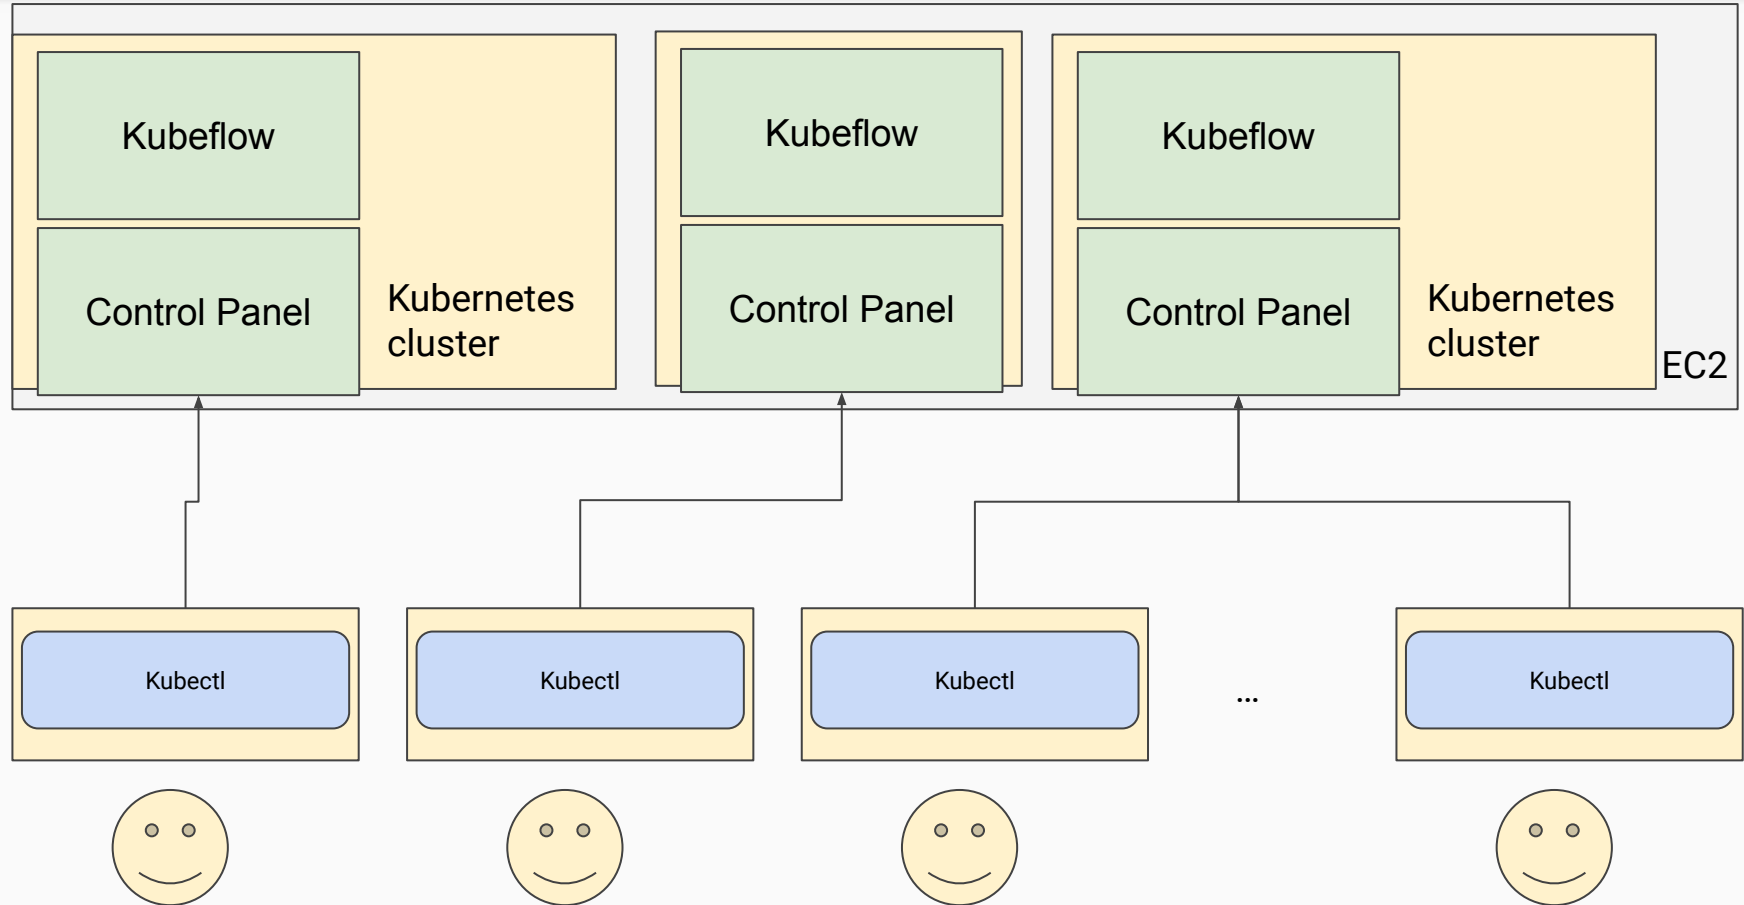 Kubeflow
Kubeflow
Kubeflow
Control Panel
Kubernetes
cluster
Control Panel
Control Panel
Kubernetes
cluster
EC2
Kubectl
Kubectl
Kubectl
...
Kubectl